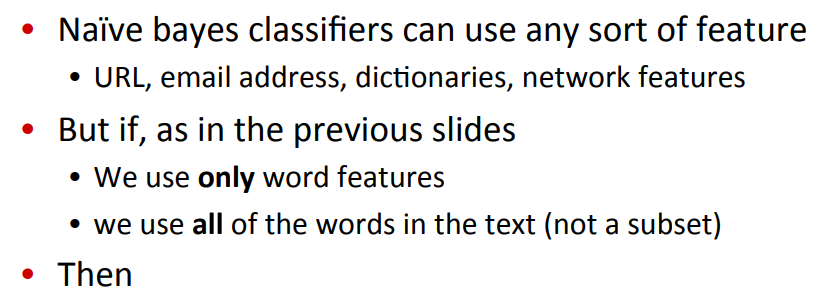 • Naïve bayes classifiers can use any sort of feature
• URL, email address, dictionaries, network features
• But if, as in the previous slides
• We use only word features
• we use all of the words in the text (not a subset)
• Then